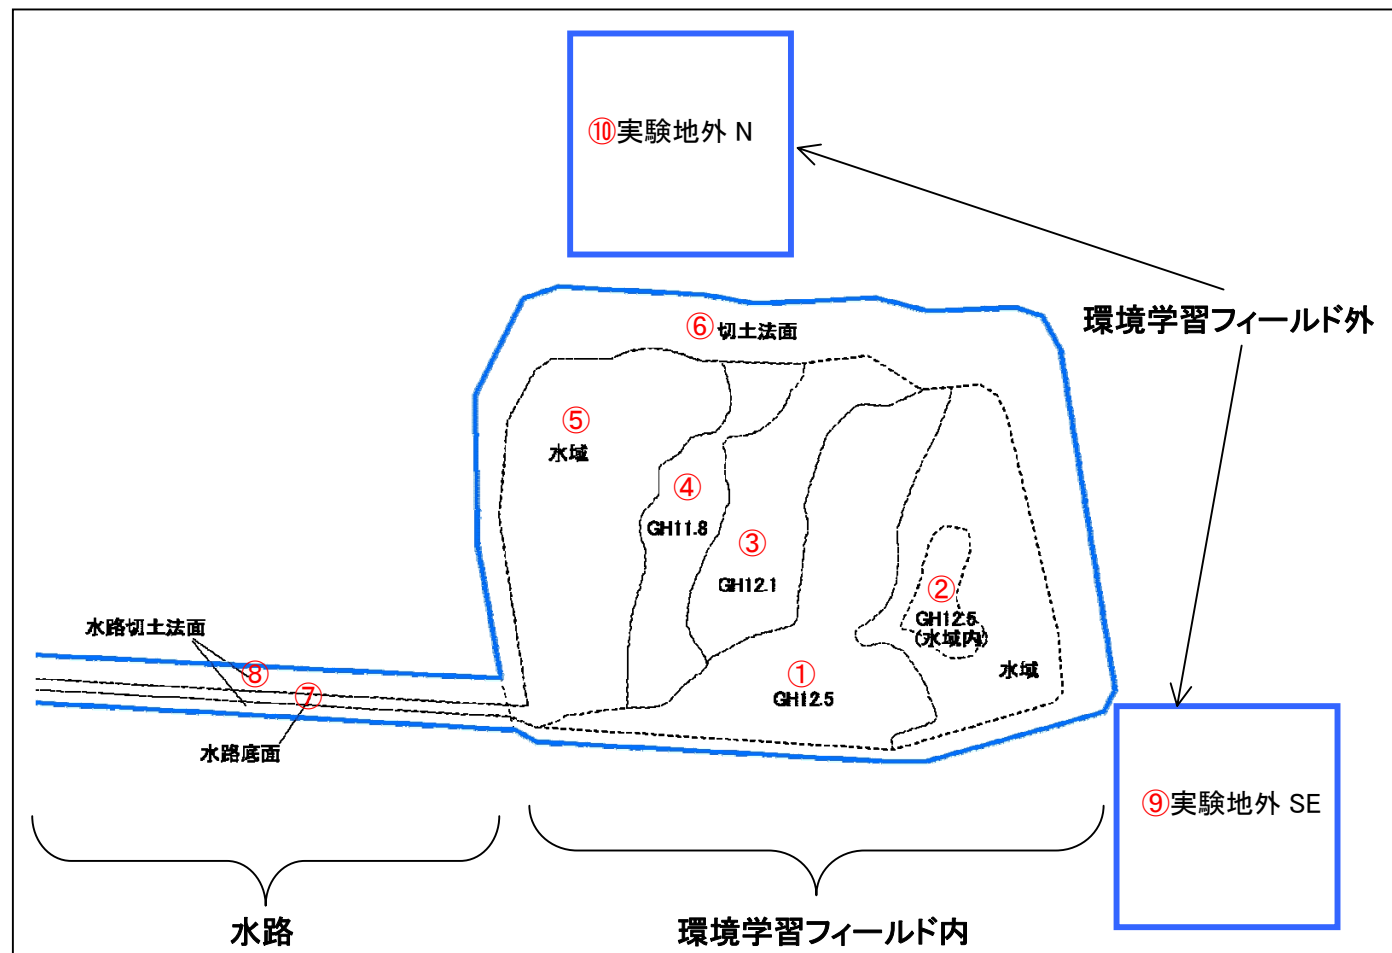 ⑩実験地外 N
環境学習フィールド外
⑥切土法面
⑤
水域
④
GH11.8
③
GH12.1
②
GH12.5
(水域内)
水域
①
GH12.5
水路切土法面
⑧
⑦
水路底面
⑨実験地外 SE
水路
環境学習フィールド内